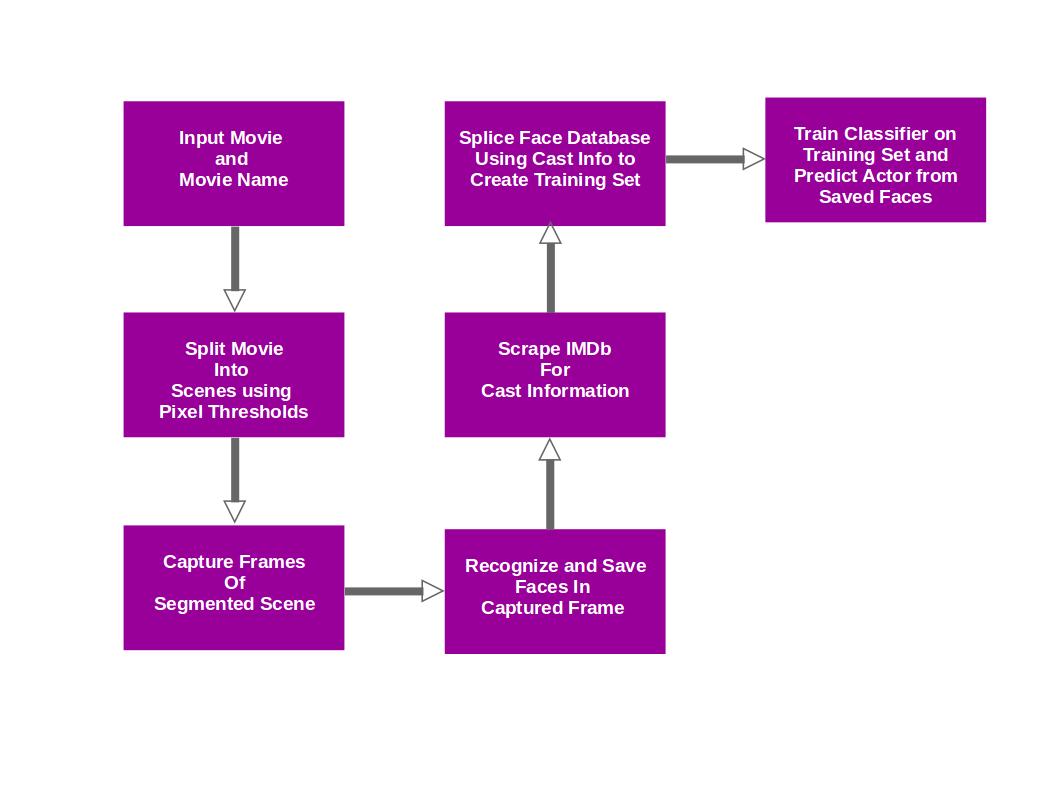 Input Movie
and
Movie Name
Split Movie
Into
Scenes using
Pixel Thresholds
Capture Frames
Of
Segmented Scene
Recognize and Save
Faces In
Captured Frame
Scrape IMDb
For
Cast Information
Splice Face Database
Using Cast Info to
Create Training Set
Train Classifier on
Training Set and
Predict Actor from
Saved Faces